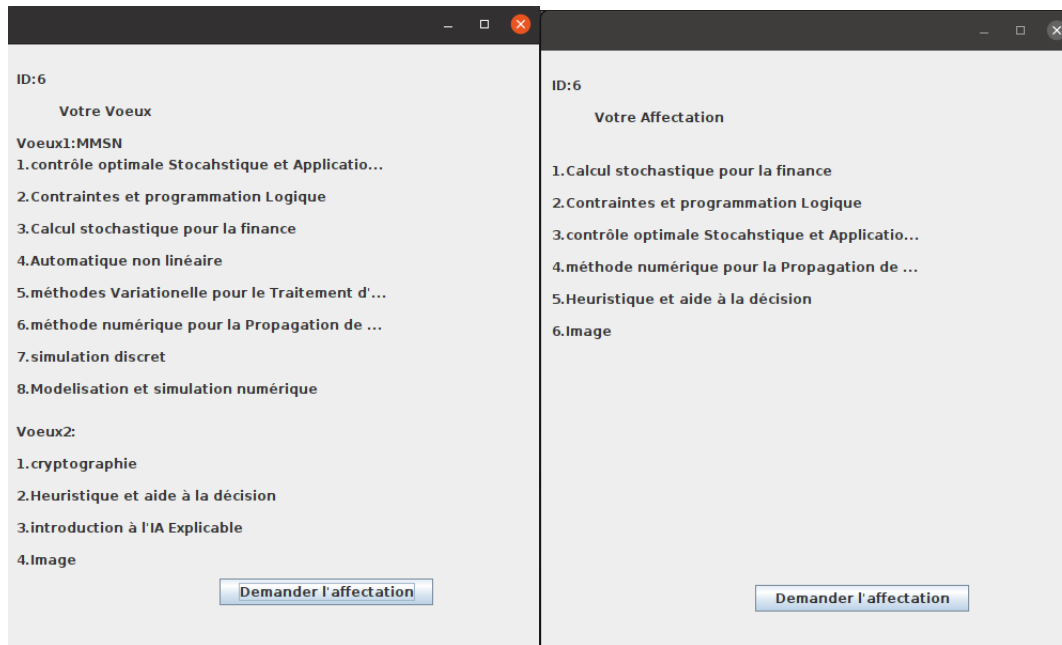 ID:6
Votre Voeux
Voeux1:MMSN
1.contrôle optimale Stocahstique et Applicatio...
2.Contraintes et programmation Logique
3.Calcul stochastique pour la finance
4.Automatique non linéaire
5.méthodes Variationelle pour le Traitement d'...
6.méthode numérique pour la Propagation de ...
7.simulation discret
8.Modelisation et simulation numérique
Voeux2:
1.cryptographie
2.Heuristique et aide à la décision
3.introduction à l'IA Explicable
4.Image
Demander l'affectation
ID:6
Votre Affectation
1.Calcul stochastique pour la finance
2.Contraintes et programmation Logique
3.contrôle optimale Stocahstique et Applicatio...
4.méthode numérique pour la Propagation de ...
5.Heuristique et aide à la décision
6.Image
Demander l'affectation